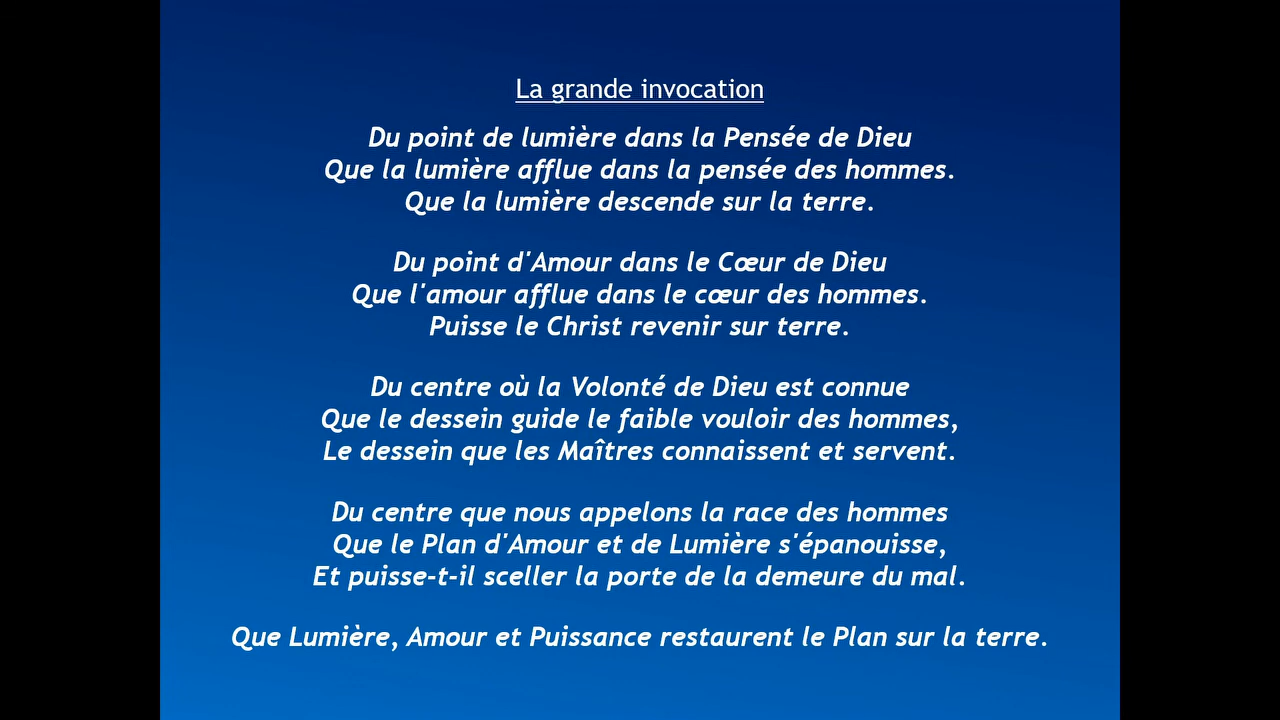 La grande invocation
Du point de lumière dans la Pensée de Dieu
Que la lumière afflue dans la pensée des hommes.
Que la lumière descende sur la terre.
Du point d'Amour dans le Cœur de Dieu
Que l'amour afflue dans le cœur des hommes.
Puisse le Christ revenir sur terre.
Du centre où la Volonté de Dieu est connue
Que le dessein guide le faible vouloir des hommes,
Le dessein que les Maîtres connaissent et servent.
Du centre que nous appelons la race des hommes
Que le Plan d'Amour et de Lumière s'épanouisse,
Et puisse-t-il sceller la porte de la demeure du mal.
Que Lumière, Amour et Puissance restaurent le Plan sur la terre.